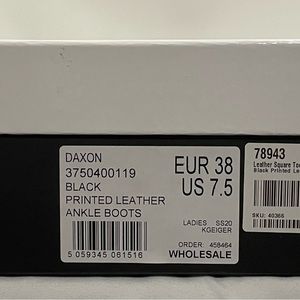 DAXON
3750400119
BLACK
PRINTED LEATHER
ANKLE BOOTS
EUR 38
US 7.5
LADIES SS20
KGEIGER
ORDER: 458464
WHOLESALE
5 059345 061516
78943
Leather Square Toe
Black Printed Lea
SKU: 40366